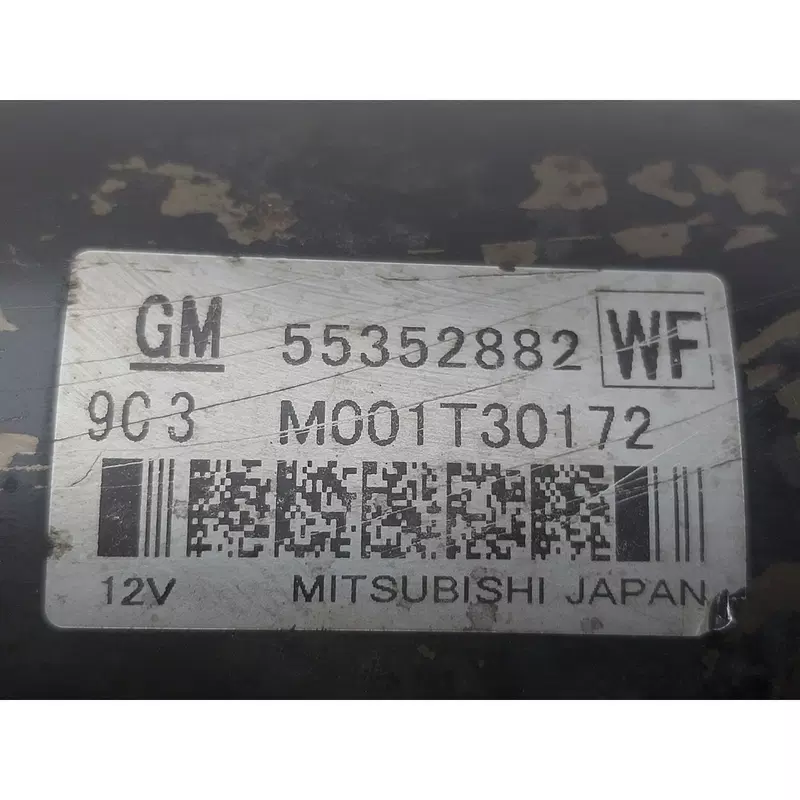 GM 55352882 WF
9C3 M001T30172
12V MITSUBISHI JAPAN